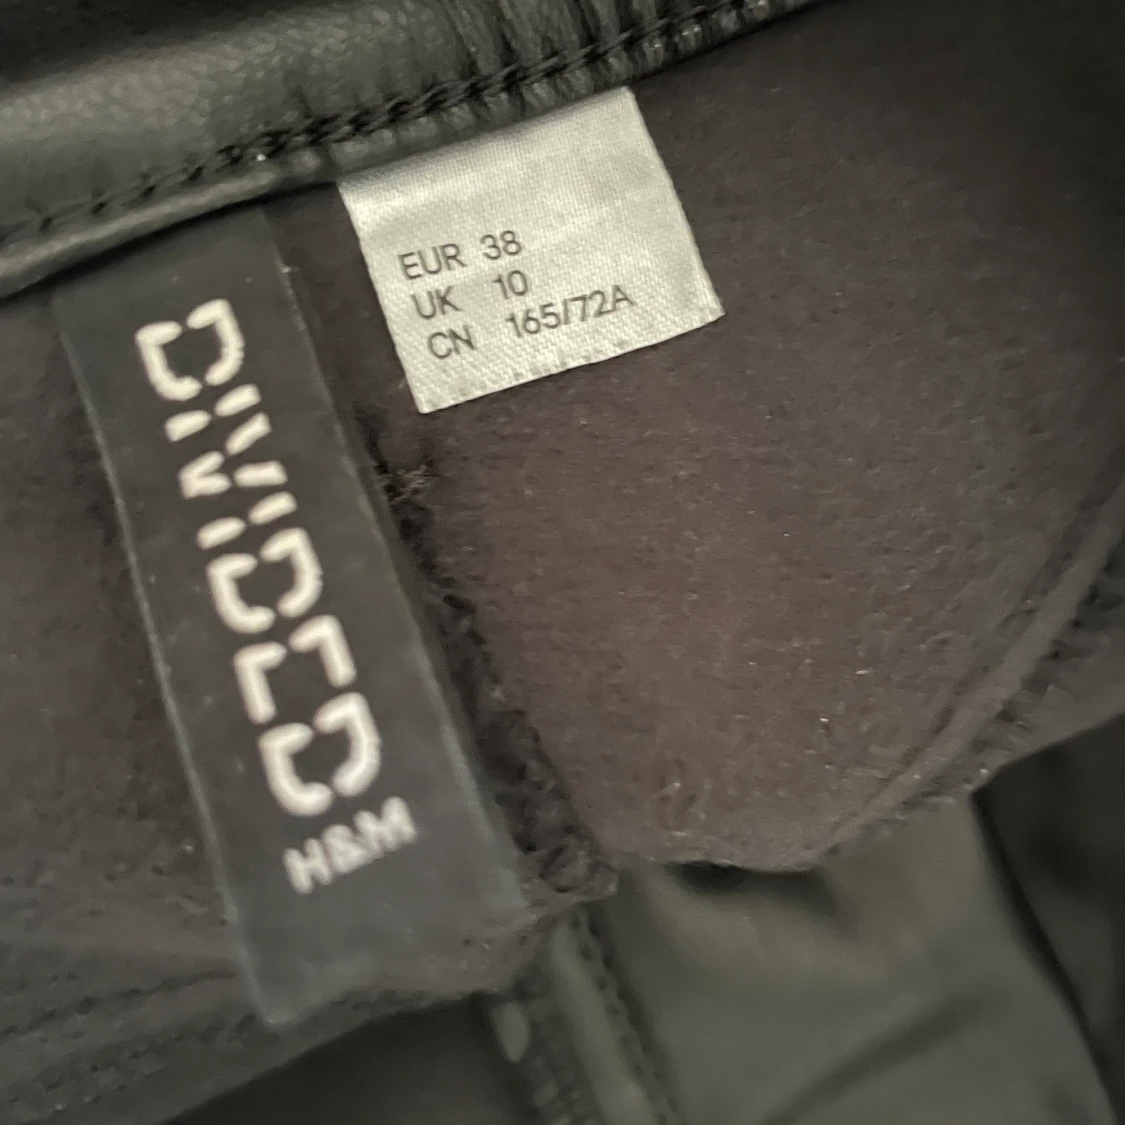 EUR 38
UK 10
CN 165/72A
DIVIDED
H&M